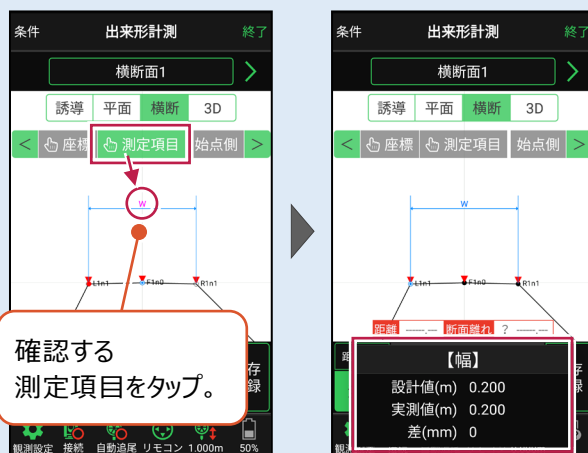 条件 出来形計測 終了
横断面1 >
誘導 平面 横断 3D
< 座標 測定項目 始点側 >
W
L1n1 F1n0 R1n1
確認する
測定項目をタップ。
存
録
観測設定 接続 自動追尾 リモコン 1.000m 50%
条件 出来形計測 終了
横断面1 >
誘導 平面 横断 3D
< 座標 測定項目 始点側 >
W
L1n1 F1n0 R1n1
距離 ----.--- 断面離れ ? ----.---
【幅】
設計値(m) 0.200
実測値(m) 0.200
差(mm) 0